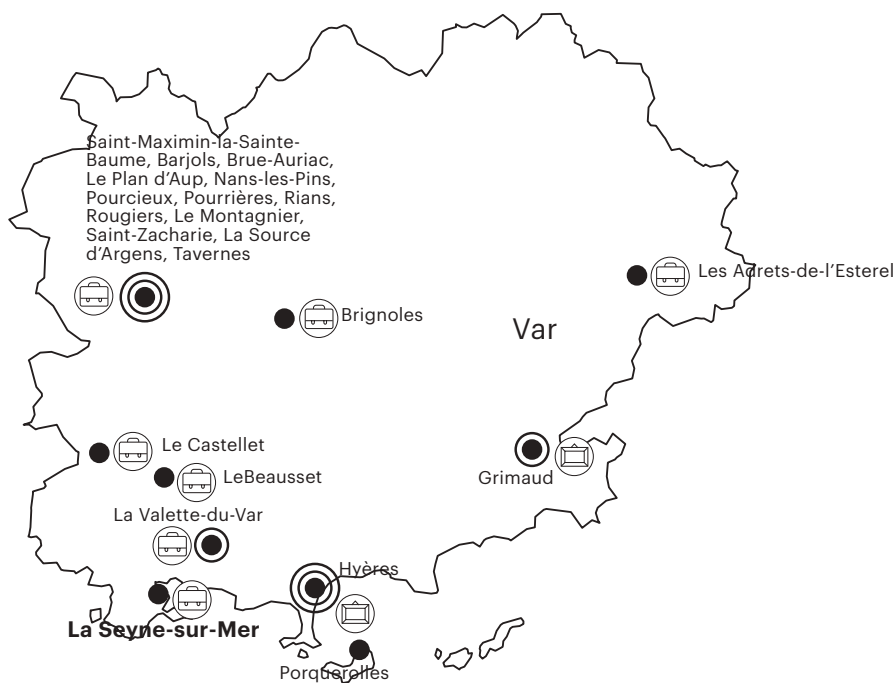 Saint-Maximin-la-Sainte-
Baume, Barjols, Brue-Auriac,
Le Plan d’Aup, Nans-les-Pins,
Pourcieux, Pourrières, Rians,
Rougiers, Le Montagnier,
Saint-Zacharie, La Source
d’Argens, Tavernes
Les Adrets-de-l’Esterel
Brignoles
Var
Le Castellet
LeBeausset
Grimaud
La Valette-du-Var
Hyères
La Seyne-sur-Mer
Porquerolles